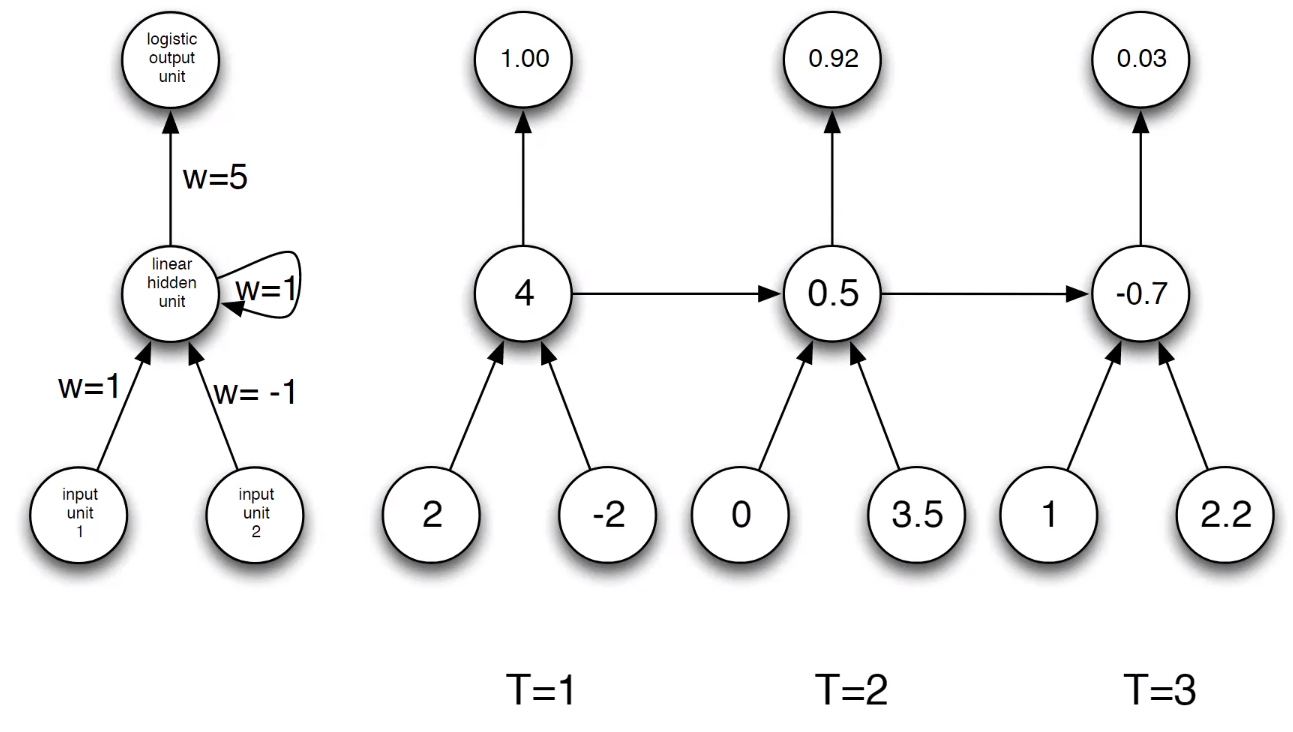 logistic
output
unit
1.00
0.92
0.03
w=5
linear
hidden
unit
w=1
4
0.5
-0.7
w=1
w= -1
input
unit
1
input
unit
2
2
-2
0
3.5
1
2.2
T=1
T=2
T=3